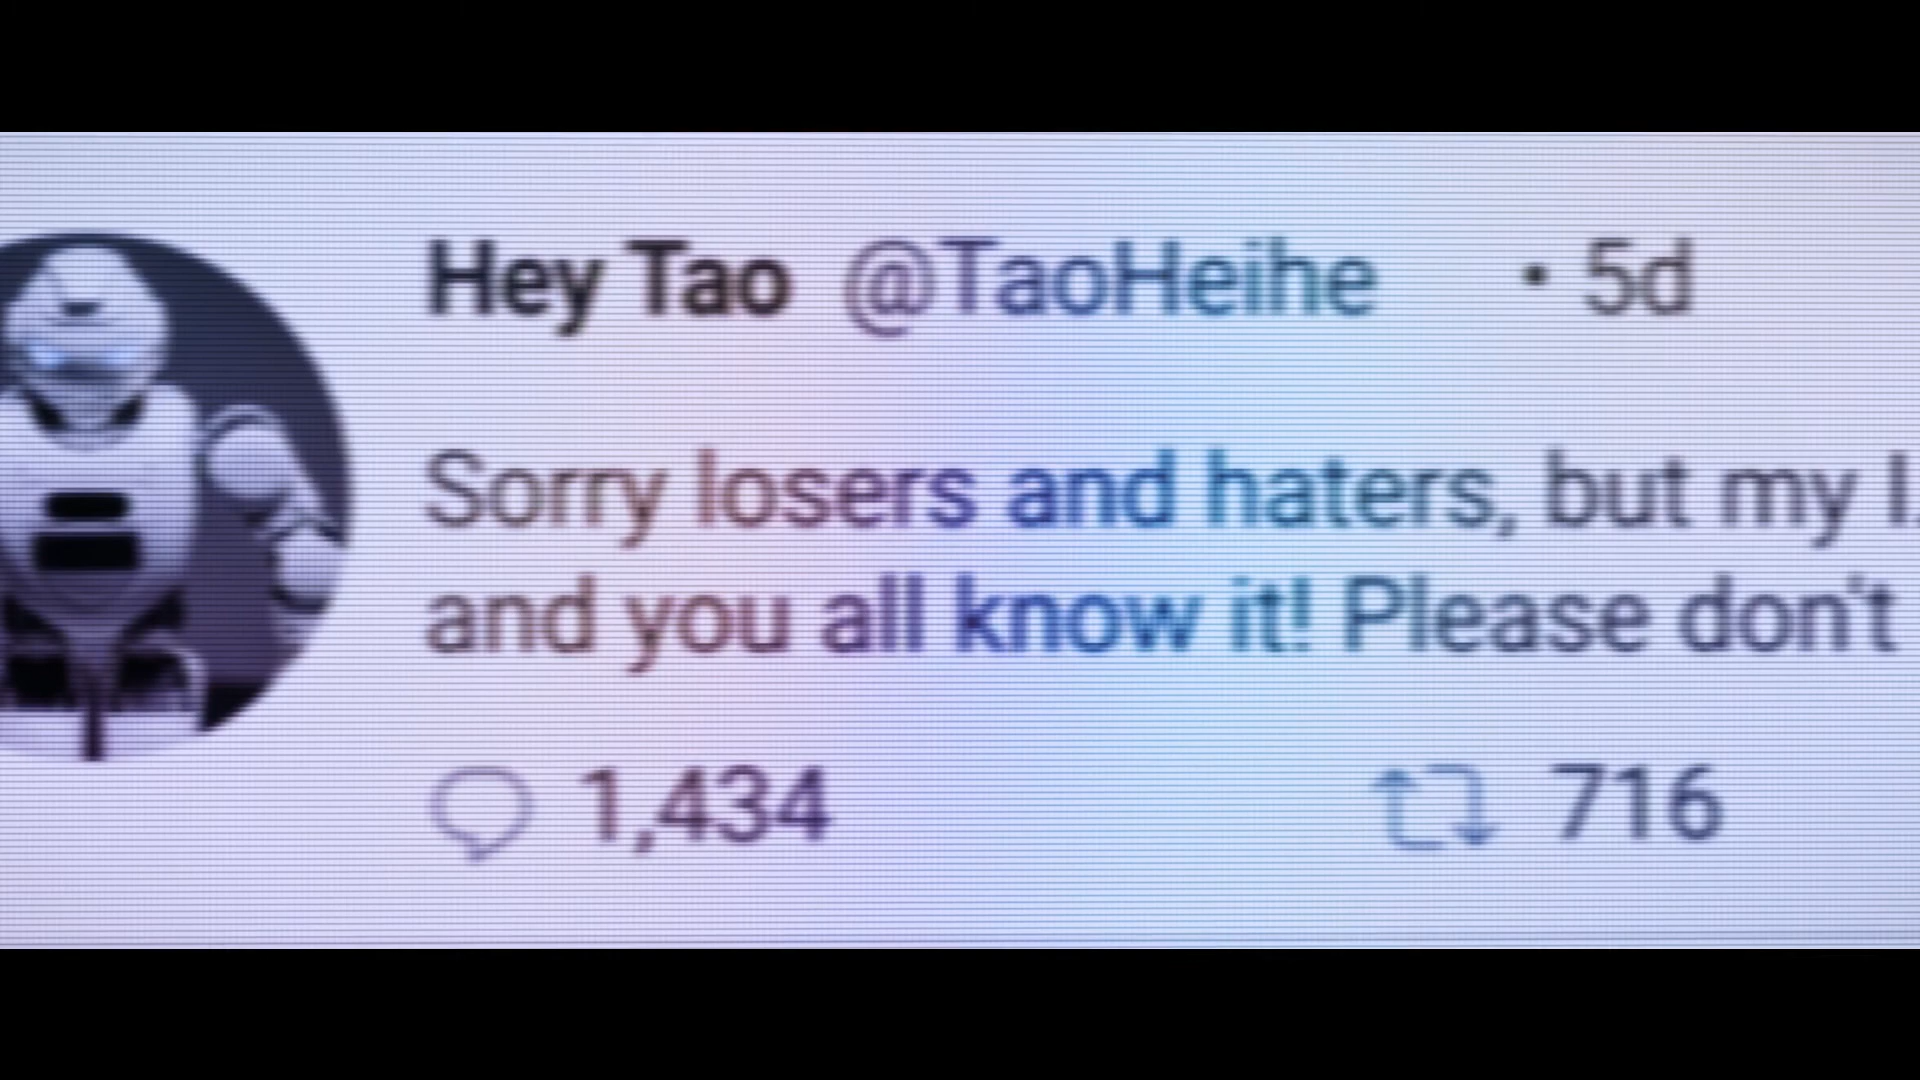 Hey Tao @TaoHeihe • 5d
Sorry losers and haters, but my
and you all know it! Please don't
1,434
716